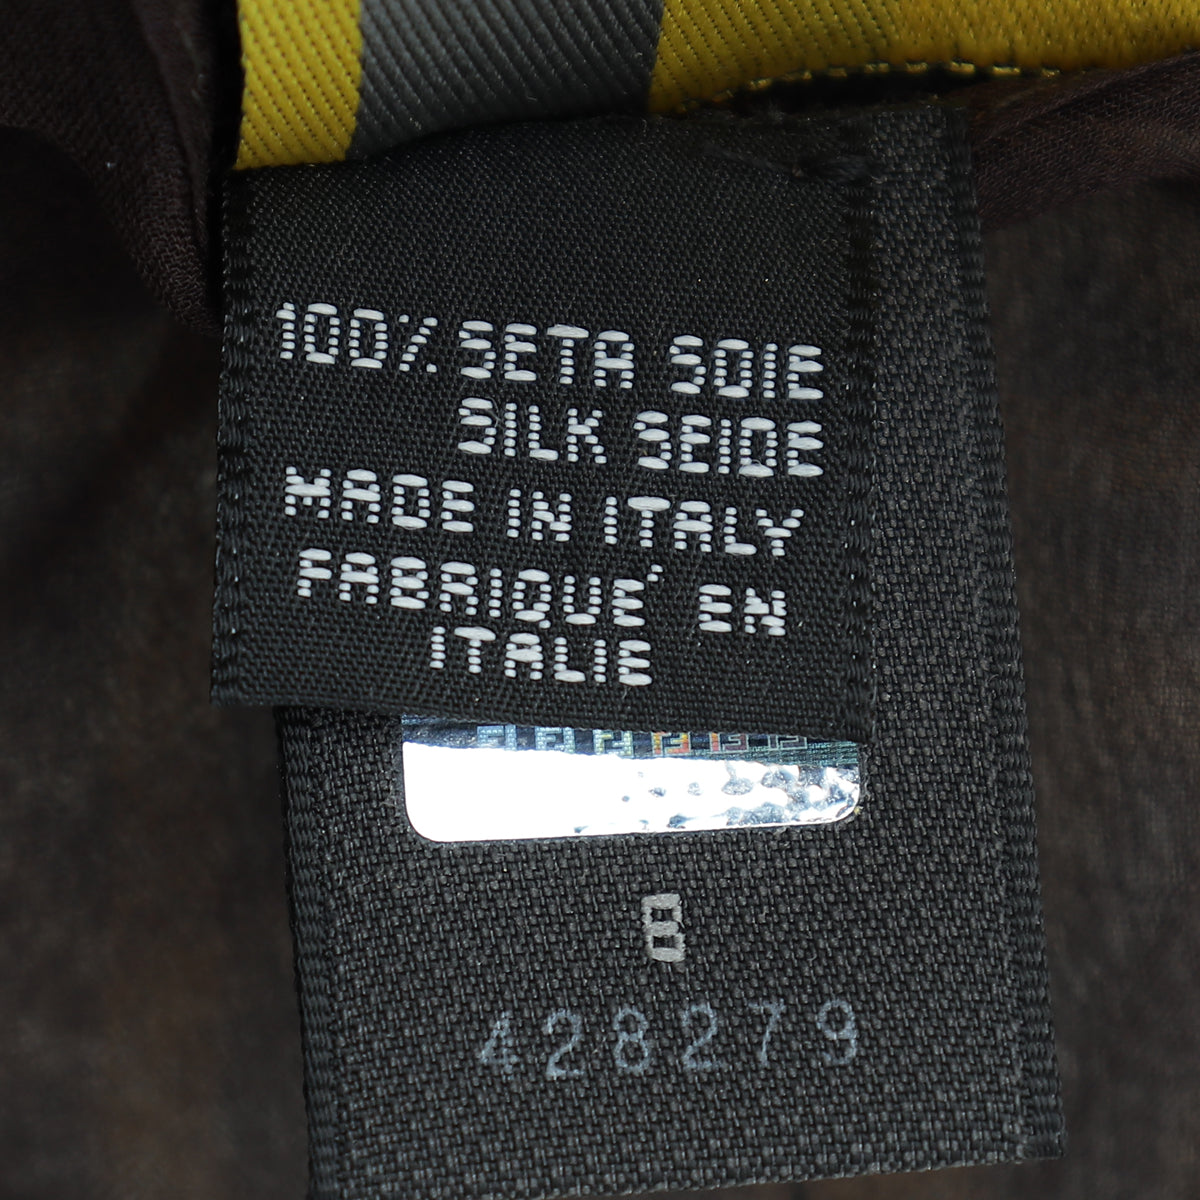 100% SETA SOIE
SILK SEIDE
MADE IN ITALY
FABRIQUE' EN
ITALIE
8
428279